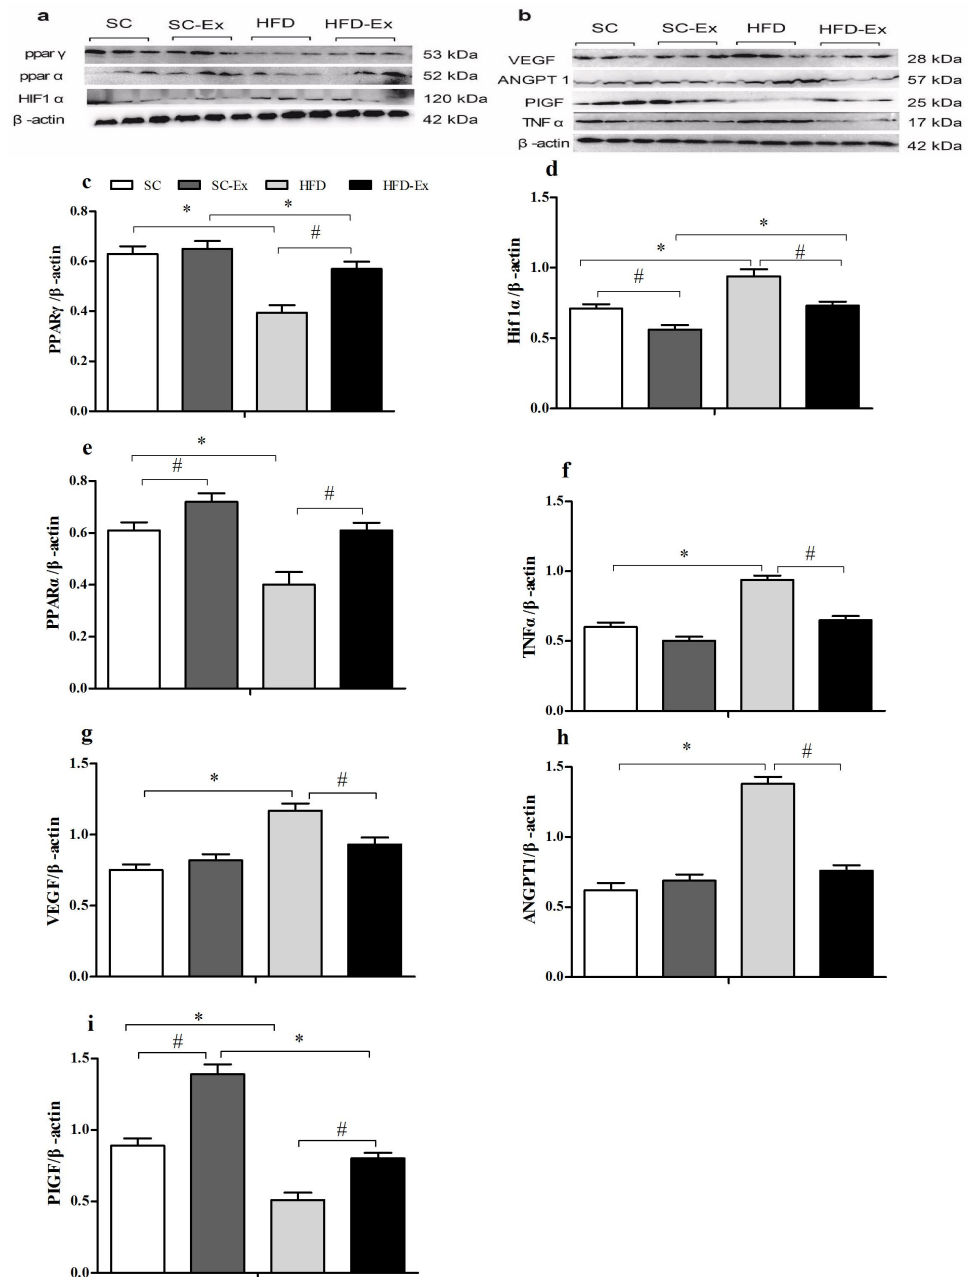 a
SC SC-Ex HFD HFD-Ex
ppar γ 53 kDa
ppar α 52 kDa
HIF1 α 120 kDa
β -actin 42 kDa
b
SC SC-Ex HFD HFD-Ex
VEGF 28 kDa
ANGPT 1 57 kDa
PIGF 25 kDa
TNF α 17 kDa
β -actin 42 kDa
c SC SC-Ex HFD HFD-Ex
PPARγ /β -actin
0.8
0.6
0.4
0.2
0.0
* *
#
d
Hif 1α /β -actin
1.5
1.0
0.5
0.0
*
* #
#
e
PPARα /β -actin
0.8
0.6
0.4
0.2
0.0
*
# #
f
TNFα /β -actin
1.5
1.0
0.5
0.0
* #
g
VEGF/β -actin
1.5
1.0
0.5
0.0
* #
h
ANGPT1/β -actin
1.5
1.0
0.5
0.0
* #
i
PIGF/β -actin
1.5
1.0
0.5
0.0
*
# *
#